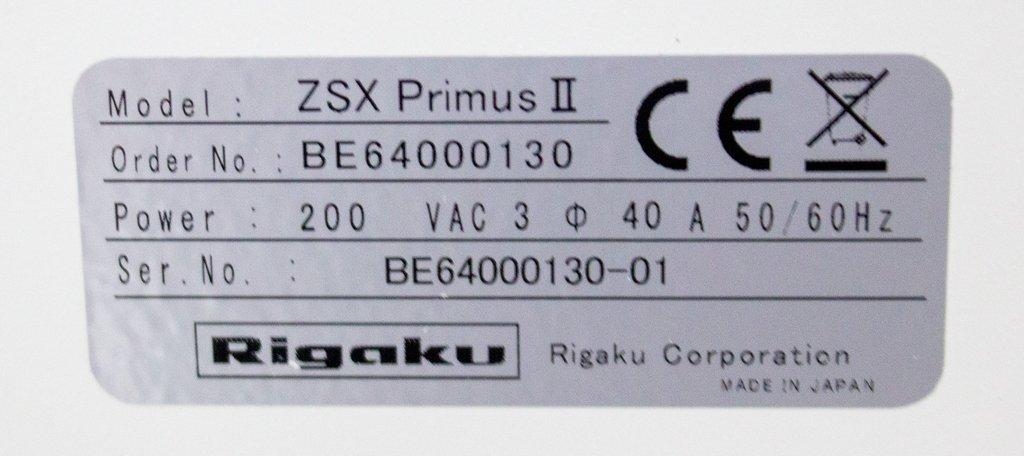 Model : ZSX Primus Ⅱ
Order No. : BE64000130
Power : 200 VAC 3 Φ 40 A 50/60Hz
Ser.No. : BE64000130-01
Rigaku Rigaku Corporation
MADE IN JAPAN
CE